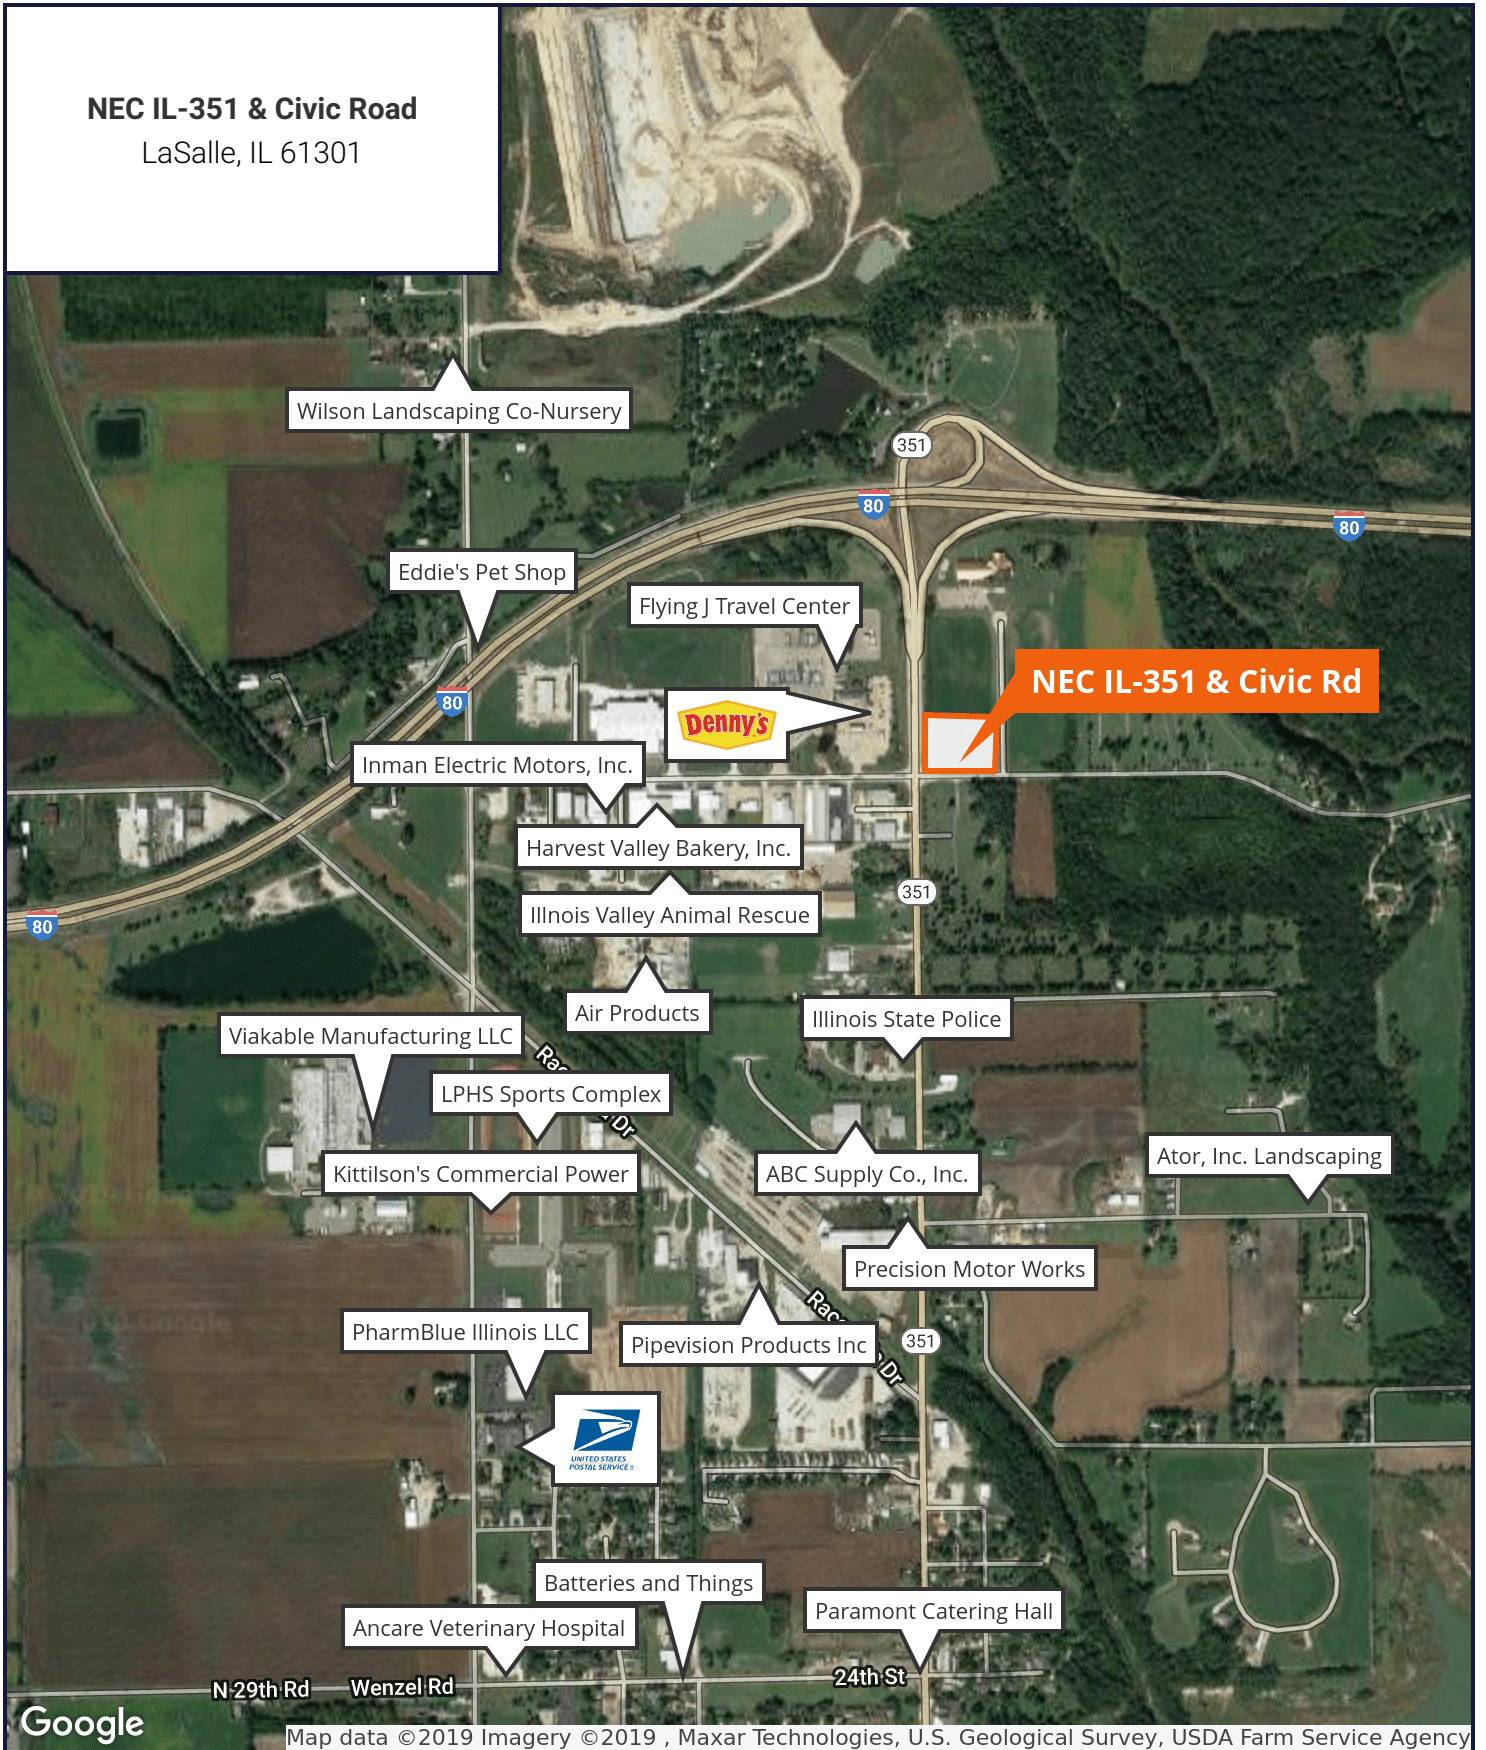 NEC IL-351 & Civic Road
LaSalle, IL 61301
Wilson Landscaping Co-Nursery
351
80
80
Eddie's Pet Shop
Flying J Travel Center
NEC IL-351 & Civic Rd
80
Denny's
Inman Electric Motors, Inc.
Harvest Valley Bakery, Inc.
351
Illnois Valley Animal Rescue
80
Air Products
Illinois State Police
Viakable Manufacturing LLC
LPHS Sports Complex
Dr
Kittilson's Commercial Power
ABC Supply Co., Inc.
Ator, Inc. Landscaping
Precision Motor Works
PharmBlue Illinois LLC
Pipevision Products Inc
351
Dr
UNITED STATES
POSTAL SERVICE®
Batteries and Things
Paramont Catering Hall
Ancare Veterinary Hospital
N 29th Rd
Wenzel Rd
24th St
Google
Map data ©2019 Imagery ©2019 , Maxar Technologies, U.S. Geological Survey, USDA Farm Service Agency